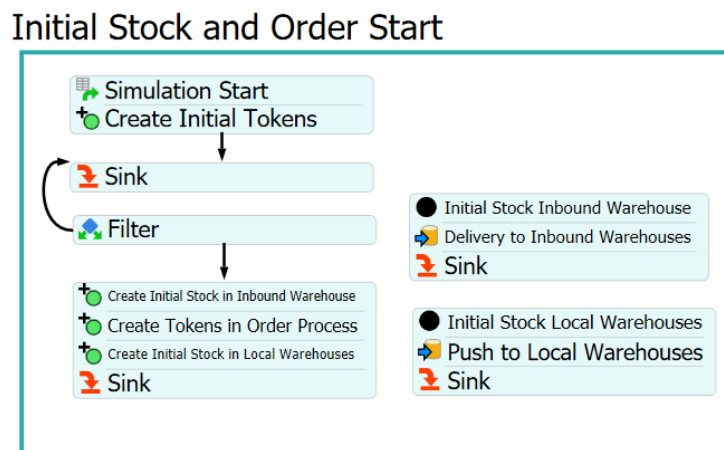 Initial Stock and Order Start
Simulation Start
Create Initial Tokens
Sink
Filter
Create Initial Stock in Inbound Warehouse
Create Tokens in Order Process
Create Initial Stock in Local Warehouses
Sink
Initial Stock Inbound Warehouse
Delivery to Inbound Warehouses
Sink
Initial Stock Local Warehouses
Push to Local Warehouses
Sink